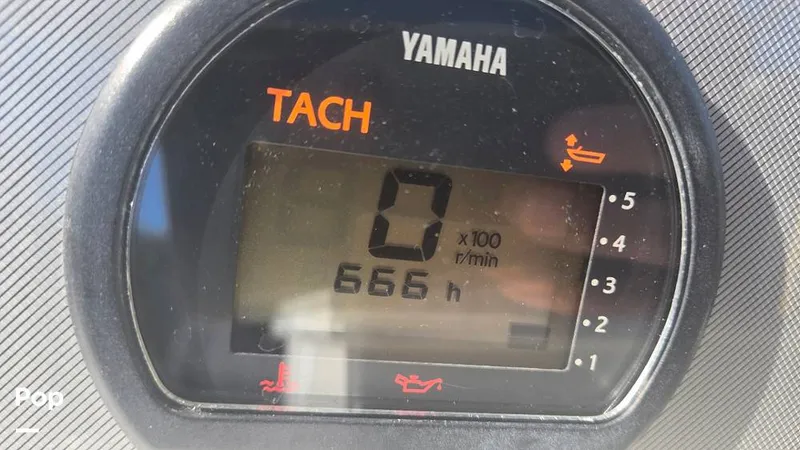 YAMAHA
TACH
0 x100 r/min
666 h
5
4
3
2
1
Pop